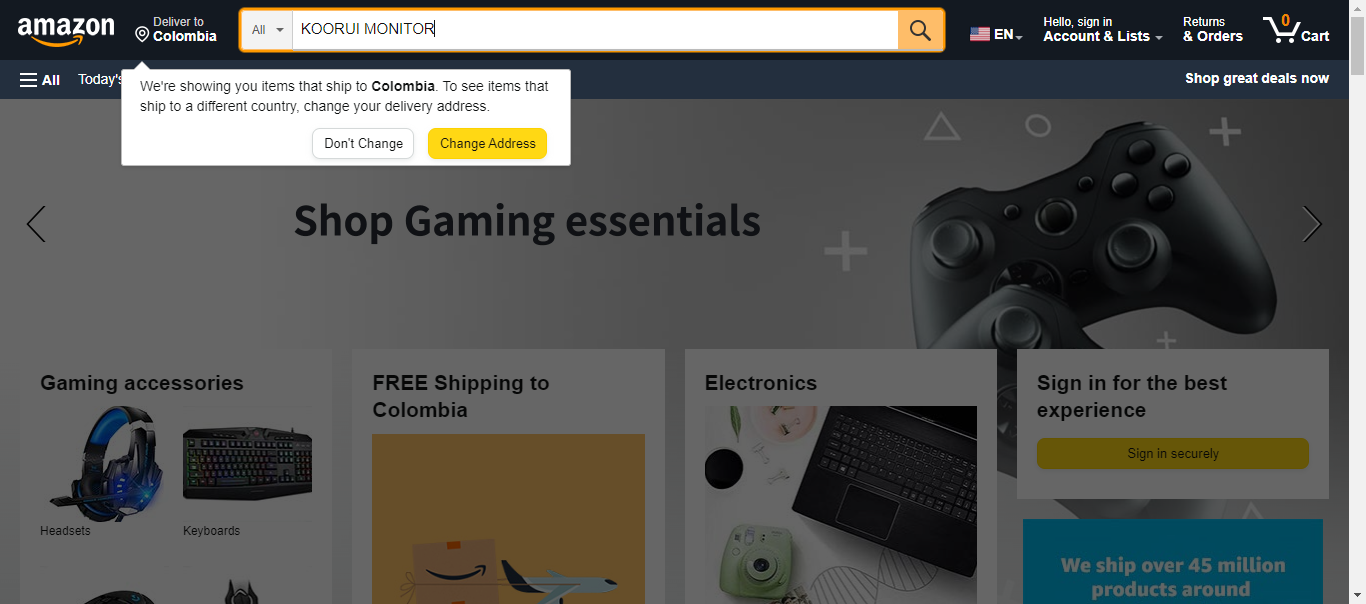 amazon
Deliver to
Colombia
All
KOORUI MONITOR
EN
Hello, sign in
Account & Lists
Returns
& Orders
0
Cart
All
Today's
Shop great deals now
We're showing you items that ship to Colombia. To see items that
ship to a different country, change your delivery address.
Don't Change
Change Address
Shop Gaming essentials
Gaming accessories
Headsets
Keyboards
FREE Shipping to
Colombia
Electronics
Sign in for the best
experience
Sign in securely
We ship over 45 million
products around